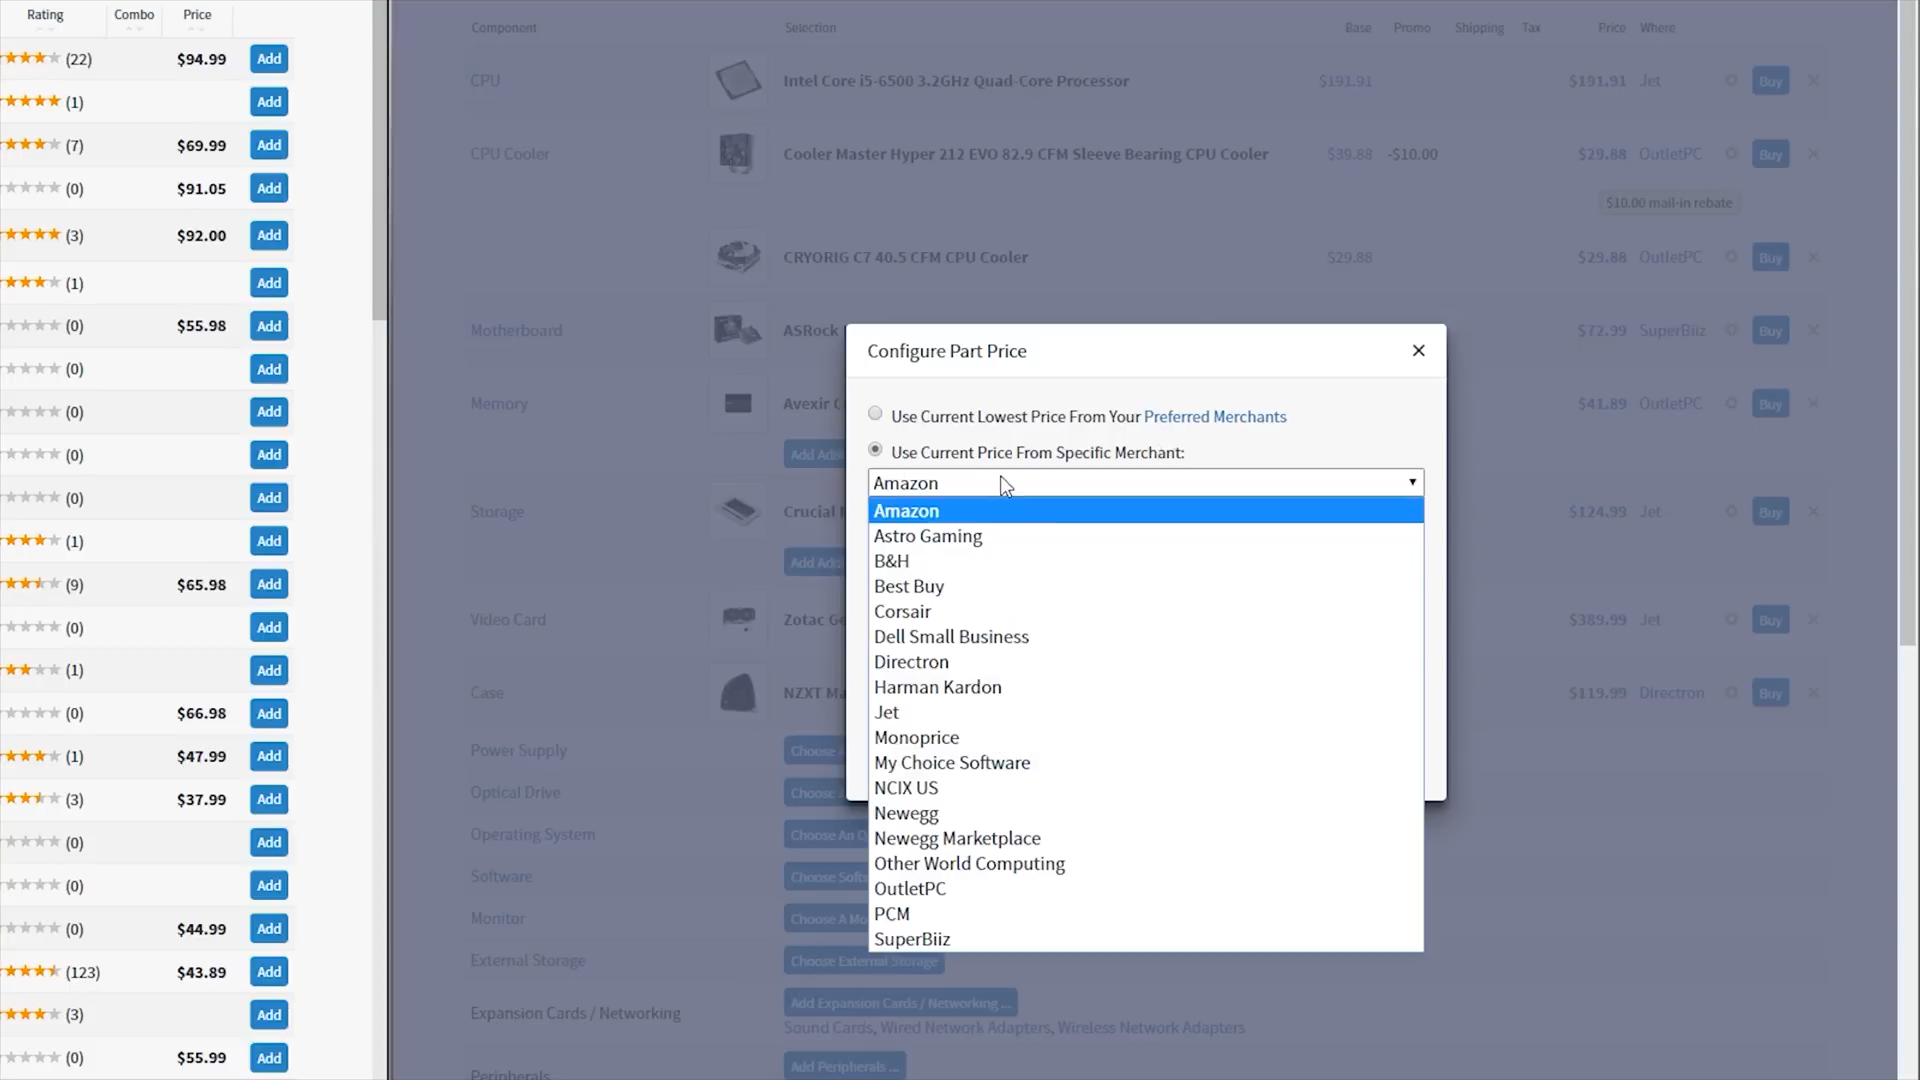 Rating Combo Price
(22) $94.99 Add
(1) Add
(7) $69.99 Add
(0) $91.05 Add
(3) $92.00 Add
(1) Add
(0) $55.98 Add
(0) Add
(0) Add
(0) Add
(0) Add
(1) Add
(9) $65.98 Add
(0) Add
(1) Add
(0) $66.98 Add
(1) $47.99 Add
(3) $37.99 Add
(0) Add
(0) Add
(0) $44.99 Add
(123) $43.89 Add
(3) Add
(0) $55.99 Add
Component Selection Base Promo Shipping Tax Price Where
CPU Intel Core i5-6500 3.2GHz Quad-Core Processor $191.91 $191.91 Jet Buy
CPU Cooler Cooler Master Hyper 212 EVO 82.9 CFM Sleeve Bearing CPU Cooler $39.88 -$10.00 $29.88 OutletPC Buy
$10.00 mail-in rebate
CRYORIG C7 40.5 CFM CPU Cooler $29.88 $29.88 OutletPC Buy
Motherboard ASRock $72.99 SuperBiiz Buy
Memory Avexir $41.89 OutletPC Buy
Storage Crucial $124.99 Jet Buy
Video Card Zotac $389.99 Jet Buy
Case NZXT $119.99 Directron Buy
Power Supply Choose
Optical Drive Choose
Operating System Choose An
Software Choose
Monitor Choose A
External Storage Choose External Storage
Expansion Cards / Networking Add Expansion Cards / Networking ...
Sound Cards, Wired Network Adapters, Wireless Network Adapters
Peripherals Add Peripherals ...
Configure Part Price
Use Current Lowest Price From Your Preferred Merchants
Use Current Price From Specific Merchant:
Amazon
Amazon
Astro Gaming
B&H
Best Buy
Corsair
Dell Small Business
Directron
Harman Kardon
Jet
Monoprice
My Choice Software
NCIX US
Newegg
Newegg Marketplace
Other World Computing
OutletPC
PCM
SuperBiiz